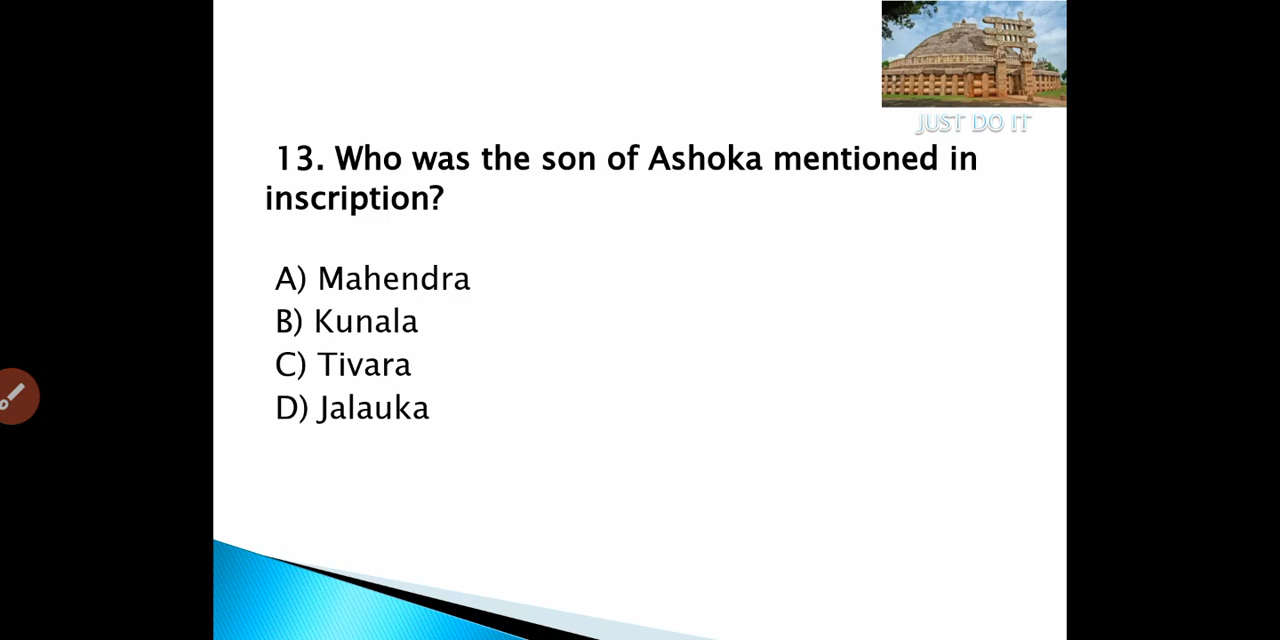 JUST DO IT
13. Who was the son of Ashoka mentioned in
inscription?
A) Mahendra
B) Kunala
C) Tivara
D) Jalauka